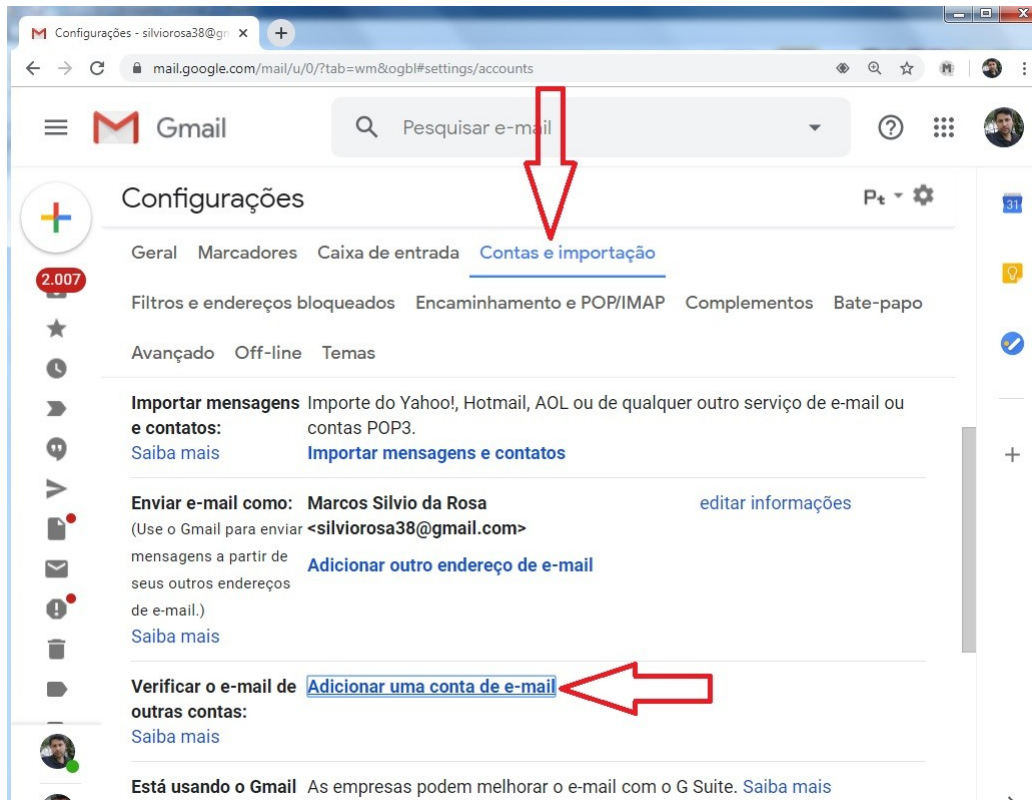 Configurações - silviorosa38@gm
mail.google.com/mail/u/0/?tab=wm&ogbl#settings/accounts
M
Gmail
Pesquisar e-mail
Configurações
Pt
31
Geral Marcadores Caixa de entrada Contas e importação
2.007
Filtros e endereços bloqueados Encaminhamento e POP/IMAP Complementos Bate-papo
Avançado Off-line Temas
Importar mensagens e contatos:
Saiba mais
Importe do Yahoo!, Hotmail, AOL ou de qualquer outro serviço de e-mail ou
contas POP3.
Importar mensagens e contatos
Enviar e-mail como:
(Use o Gmail para enviar
mensagens a partir de
seus outros endereços
de e-mail.)
Saiba mais
Marcos Silvio da Rosa
<silviorosa38@gmail.com>
editar informações
Adicionar outro endereço de e-mail
Verificar o e-mail de
outras contas:
Saiba mais
Adicionar uma conta de e-mail
Está usando o Gmail As empresas podem melhorar o e-mail com o G Suite. Saiba mais